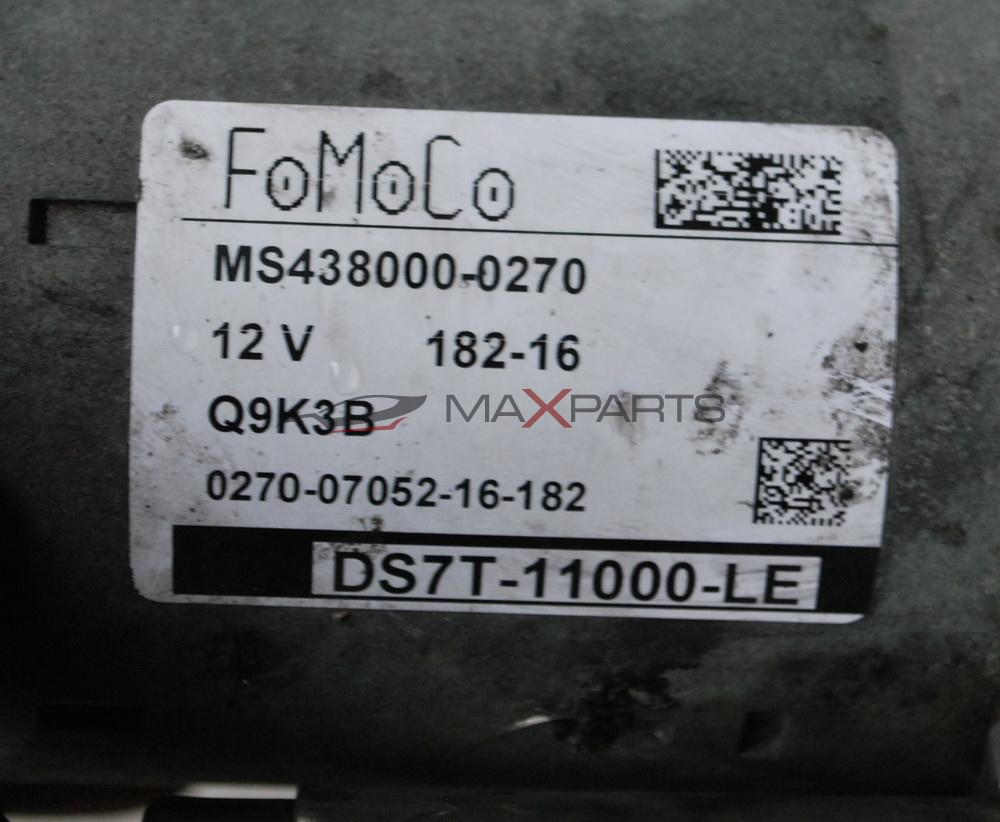 FoMoCo
MS438000-0270
12 V 182-16
Q9K3B
MAXPARTS
0270-07052-16-182
DS7T-11000-LE